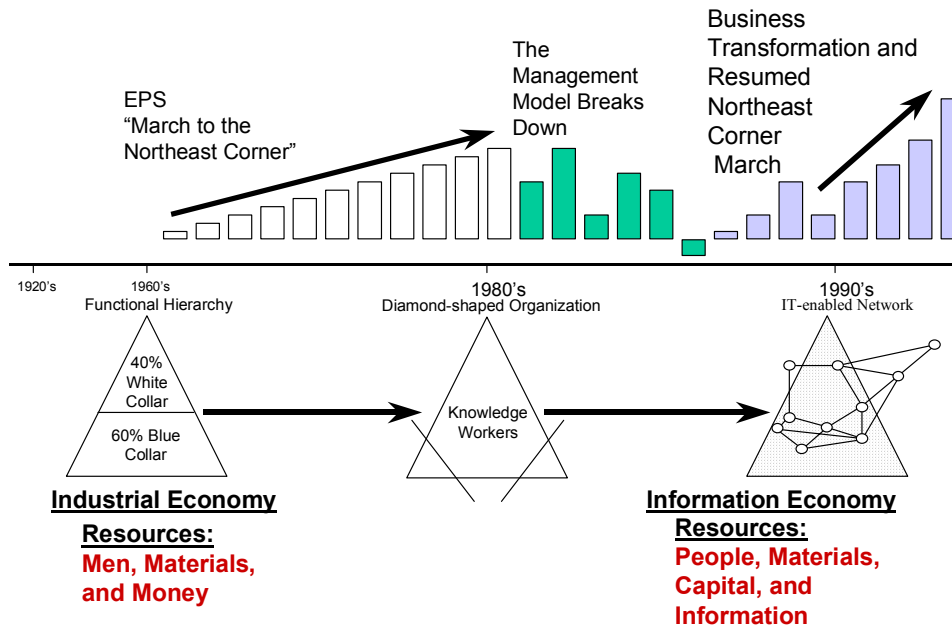 EPS
“March to the
Northeast Corner”
The
Management
Model Breaks
Down
Business
Transformation and
Resumed
Northeast
Corner
March
1920's
1960's
1980's
1990's
Functional Hierarchy
Diamond-shaped Organization
IT-enabled Network
40%
White
Collar
60% Blue
Collar
Knowledge
Workers
Industrial Economy
Resources:
Men, Materials,
and Money
Information Economy
Resources:
People, Materials,
Capital, and
Information